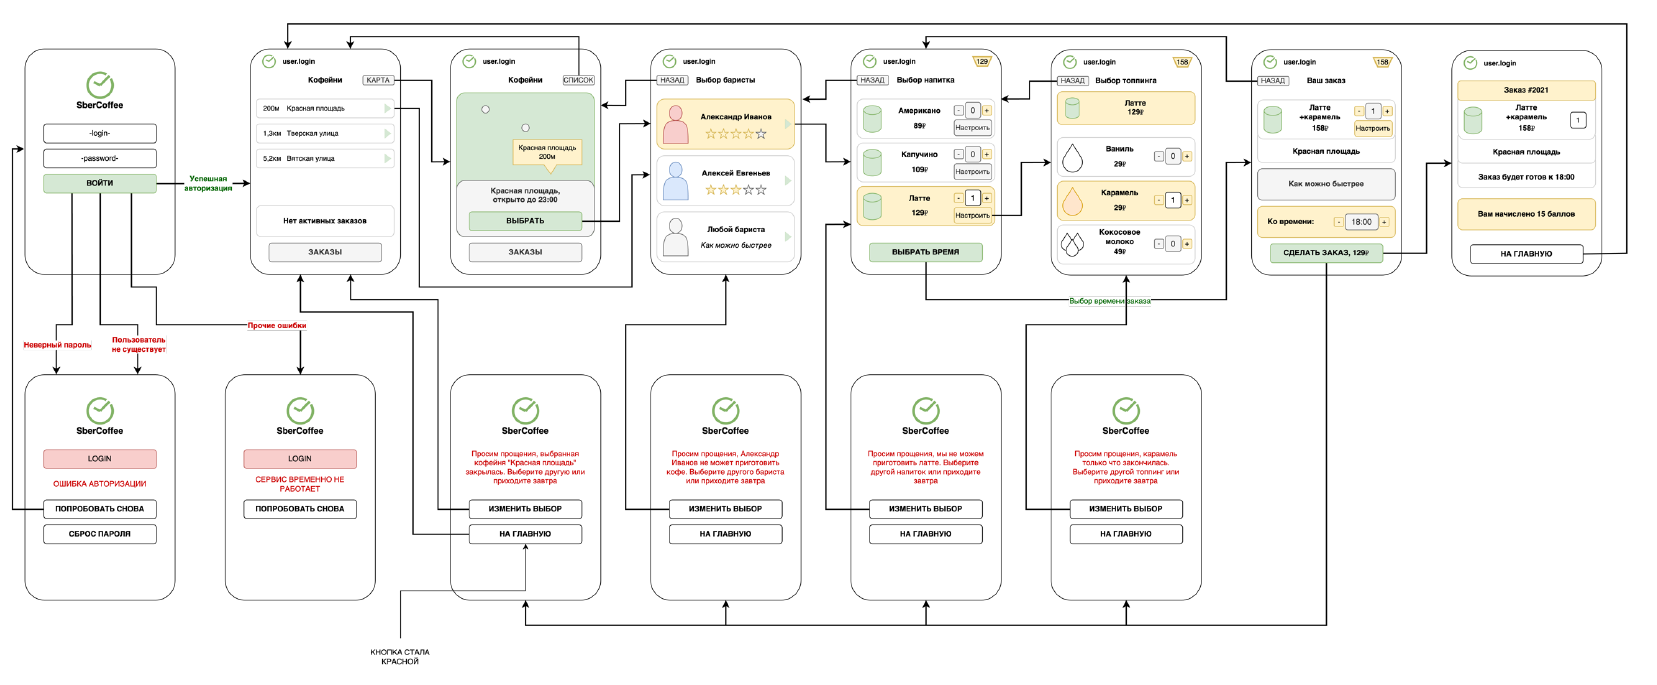 SberCoffee
-login-
-password-
ВОЙТИ
Успешная
авторизация
Неверный пароль
Пользователь
не существует
Прочие ошибки
user.login
Кофейни
КАРТА
200м Красная площадь
1,3км Тверская улица
5,2км Вятская улица
Нет активных заказов
ЗАКАЗЫ
user.login
Кофейни
СПИСОК
Красная площадь
200м
Красная площадь,
открыто до 23:00
ВЫБРАТЬ
ЗАКАЗЫ
user.login
НАЗАД
Выбор баристы
Александр Иванов
Алексей Евгеньев
Любой бариста
Как можно быстрее
user.login
129
НАЗАД
Выбор напитка
Американо
89₽
- 0 +
Настроить
Капучино
109₽
- 0 +
Настроить
Латте
129₽
- 1 +
Настроить
ВЫБРАТЬ ВРЕМЯ
Выбор времени заказа
user.login
158
НАЗАД
Выбор топпинга
Латте
129₽
Ваниль
29₽
- 0 +
Карамель
29₽
- 1 +
Кокосовое
молоко
49₽
- 0 +
user.login
158
НАЗАД
Ваш заказ
Латте
+карамель
158₽
- 1 +
Настроить
Красная площадь
Как можно быстрее
Ко времени:
- 18:00 +
СДЕЛАТЬ ЗАКАЗ, 129₽
user.login
Заказ #2021
Латте
+карамель
158₽
1
Красная площадь
Заказ будет готов к 18:00
Вам начислено 15 баллов
НА ГЛАВНУЮ
SberCoffee
LOGIN
ОШИБКА АВТОРИЗАЦИИ
ПОПРОБОВАТЬ СНОВА
СБРОС ПАРОЛЯ
SberCoffee
LOGIN
СЕРВИС ВРЕМЕННО НЕ
РАБОТАЕТ
ПОПРОБОВАТЬ СНОВА
SberCoffee
Просим прощения, выбранная
кофейня "Красная площадь"
закрылась. Выберите другую или
приходите завтра
ИЗМЕНИТЬ ВЫБОР
НА ГЛАВНУЮ
КНОПКА СТАЛА
КРАСНОЙ
SberCoffee
Просим прощения, Александр
Иванов не может приготовить
кофе. Выберите другого бариста
или приходите завтра
ИЗМЕНИТЬ ВЫБОР
НА ГЛАВНУЮ
SberCoffee
Просим прощения, мы не можем
приготовить латте. Выберите
другой напиток или приходите
завтра
ИЗМЕНИТЬ ВЫБОР
НА ГЛАВНУЮ
SberCoffee
Просим прощения, карамель
только что закончилась.
Выберите другой топпинг или
приходите завтра
ИЗМЕНИТЬ ВЫБОР
НА ГЛАВНУЮ